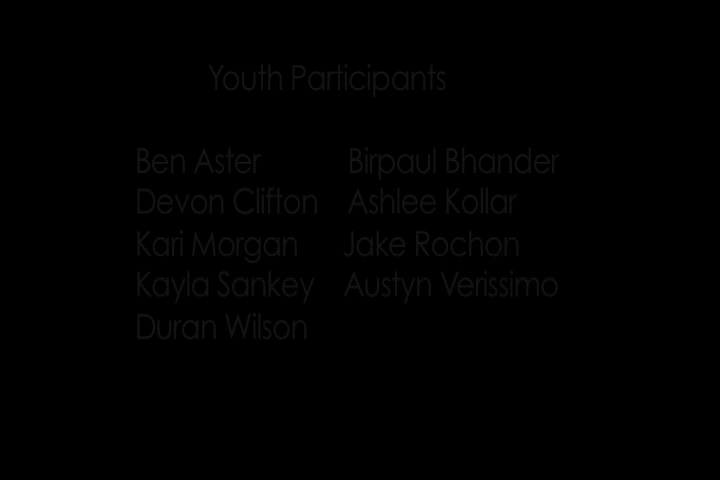 Youth Participants
Ben Aster Birpaul Bhander
Devon Clifton Ashlee Kollar
Kari Morgan Jake Rochon
Kayla Sankey Austyn Verissimo
Duran Wilson